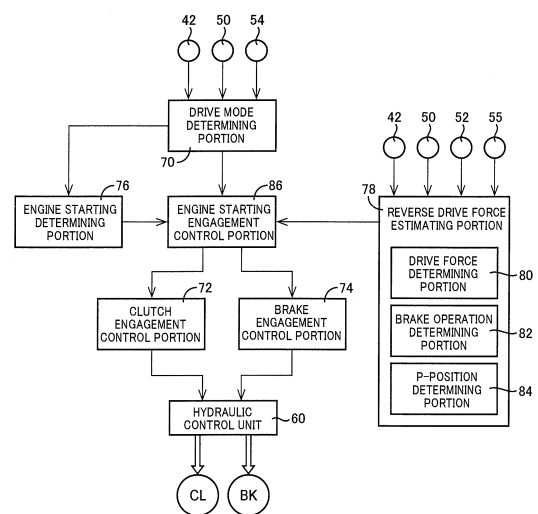 42 50 54
DRIVE MODE
DETERMINING
PORTION
70
42 50 52 55
76
ENGINE STARTING
DETERMINING
PORTION
86
ENGINE STARTING
ENGAGEMENT
CONTROL PORTION
78
REVERSE DRIVE FORCE
ESTIMATING PORTION
DRIVE FORCE
DETERMINING
PORTION
80
BRAKE OPERATION
DETERMINING
PORTION
82
P-POSITION
DETERMINING
PORTION
84
72
CLUTCH
ENGAGEMENT
CONTROL PORTION
74
BRAKE
ENGAGEMENT
CONTROL PORTION
HYDRAULIC
CONTROL UNIT
60
CL BK